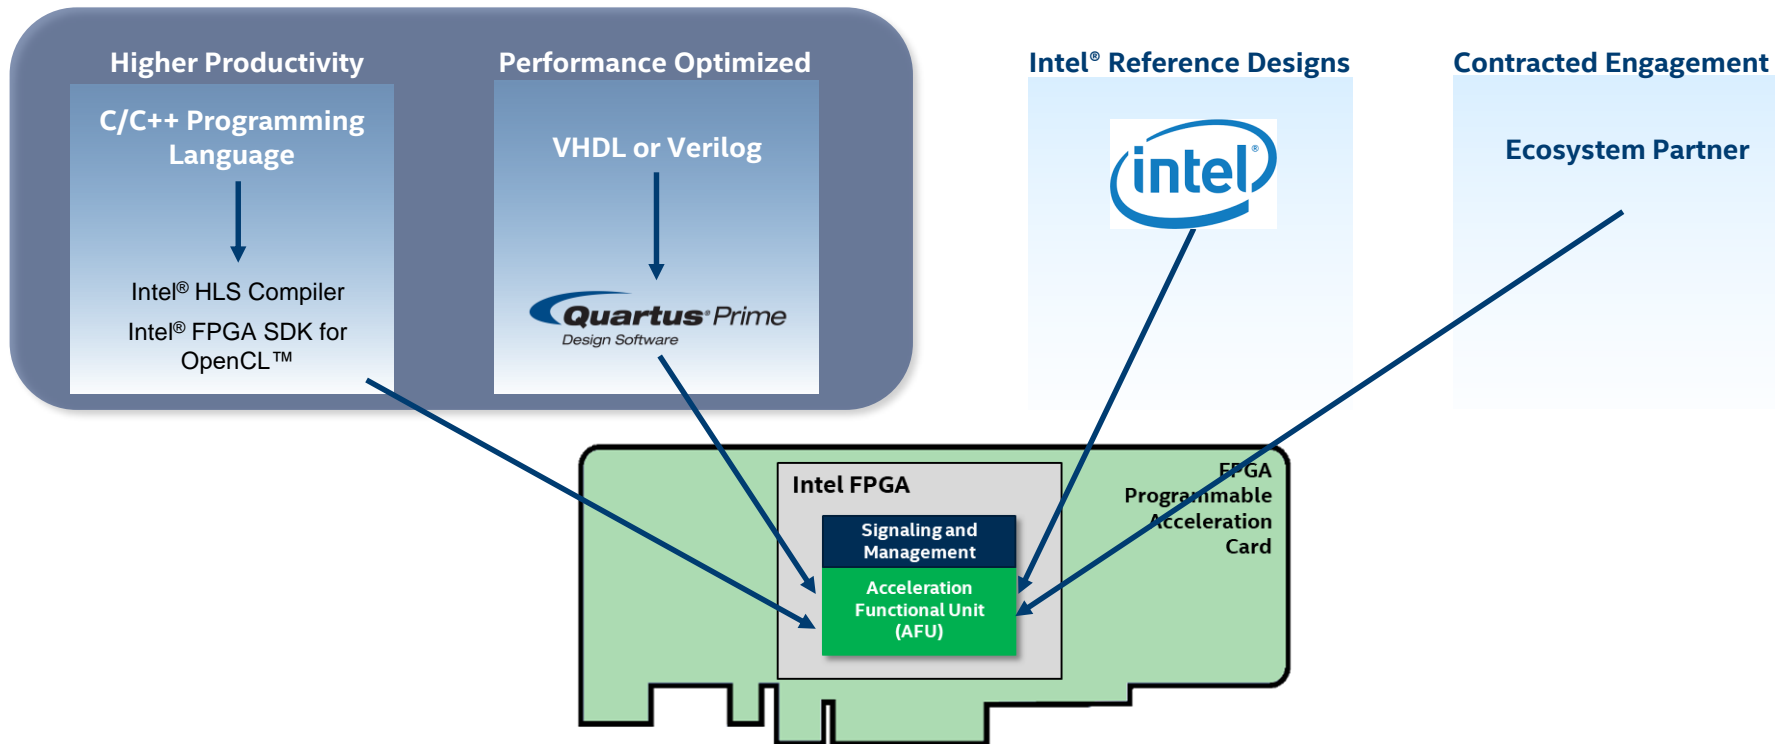 Higher Productivity
C/C++ Programming
Language
Intel® HLS Compiler
Intel® FPGA SDK for
OpenCL™
Performance Optimized
VHDL or Verilog
Quartus® Prime
Design Software
Intel® Reference Designs
intel®
Contracted Engagement
Ecosystem Partner
Intel FPGA
Signaling and
Management
Acceleration
Functional Unit
(AFU)
FPGA
Programmable
Acceleration
Card